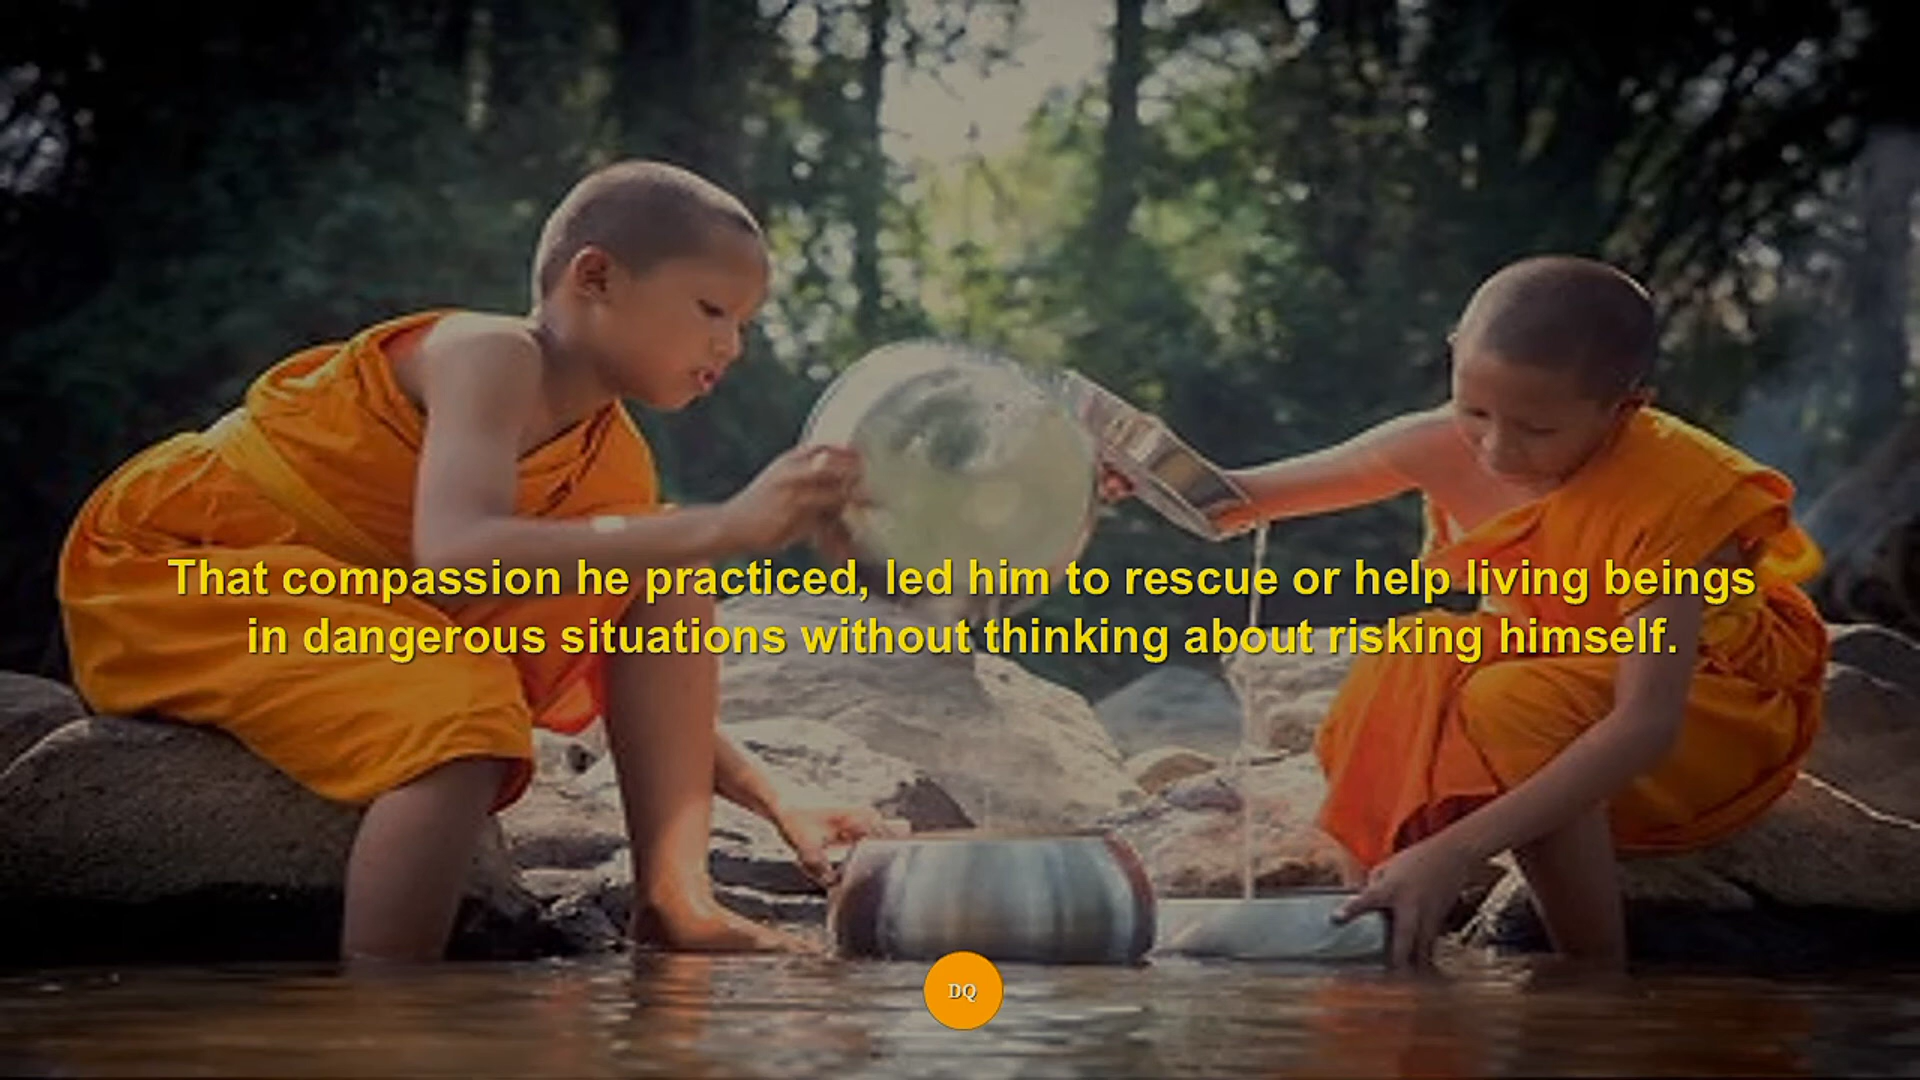 That compassion he practiced, led him to rescue or help living beings
in dangerous situations without thinking about risking himself.
DQ